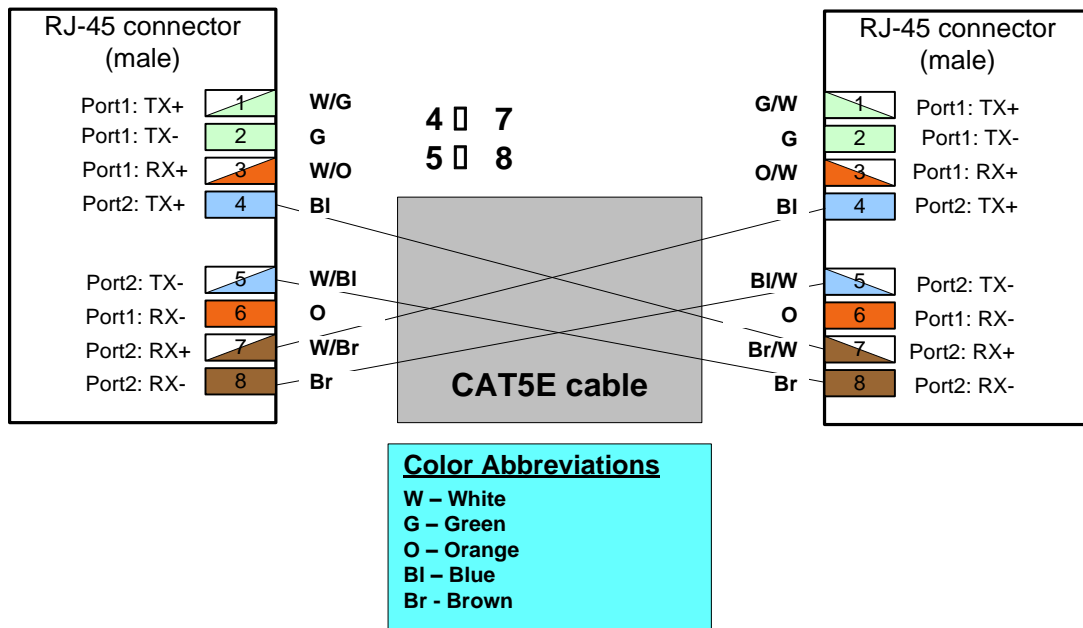 RJ-45 connector
(male)
Port1: TX+ 1 W/G
Port1: TX- 2 G
Port1: RX+ 3 W/O
Port2: TX+ 4 Bl
Port2: TX- 5 W/Bl
Port1: RX- 6 O
Port2: RX+ 7 W/Br
Port2: RX- 8 Br
4 ▯ 7
5 ▯ 8
CAT5E cable
RJ-45 connector
(male)
G/W 1 Port1: TX+
G 2 Port1: TX-
O/W 3 Port1: RX+
Bl 4 Port2: TX+
Bl/W 5 Port2: TX-
O 6 Port1: RX-
Br/W 7 Port2: RX+
Br 8 Port2: RX-
Color Abbreviations
W – White
G – Green
O – Orange
Bl – Blue
Br - Brown